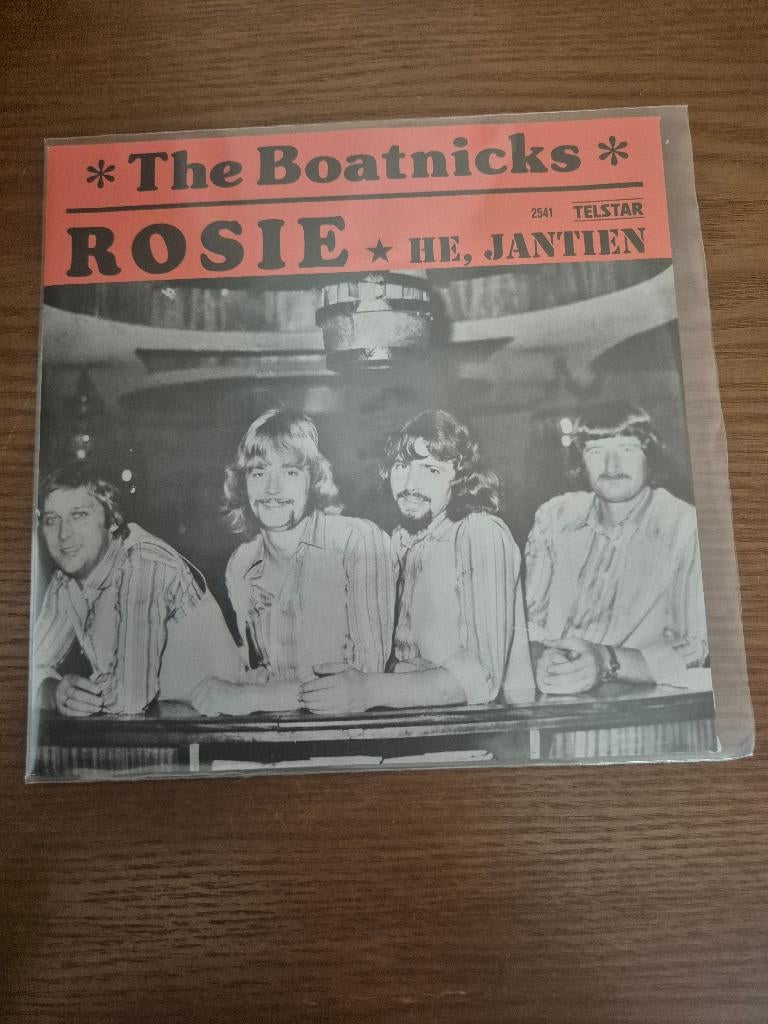 * The Boatnicks *
2541 TELSTAR
ROSIE ★ HE, JANTIEN